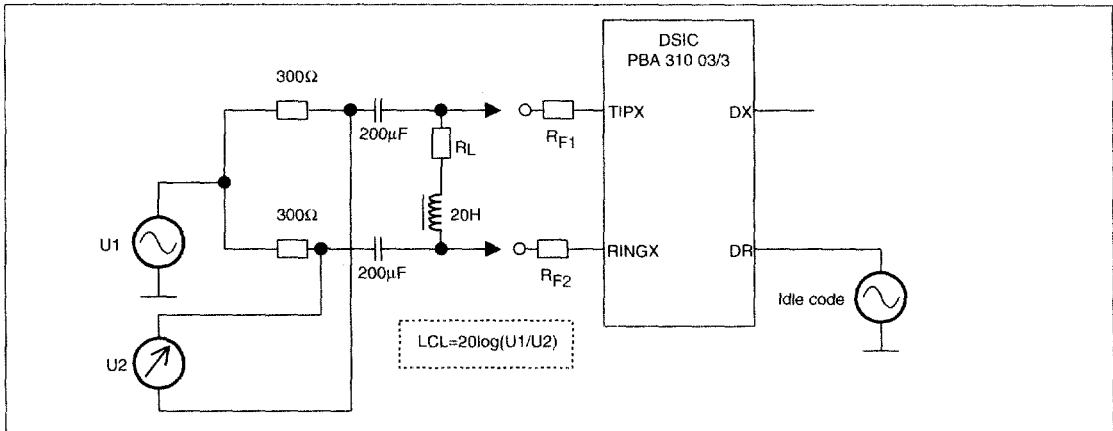 DSIC
PBA 310 03/3
300Ω
TIPX
DX
200μF
RL
RF1
300Ω
20H
U1
RINGX
DR
200μF
RF2
Idle code
LCL=20log(U1/U2)
U2